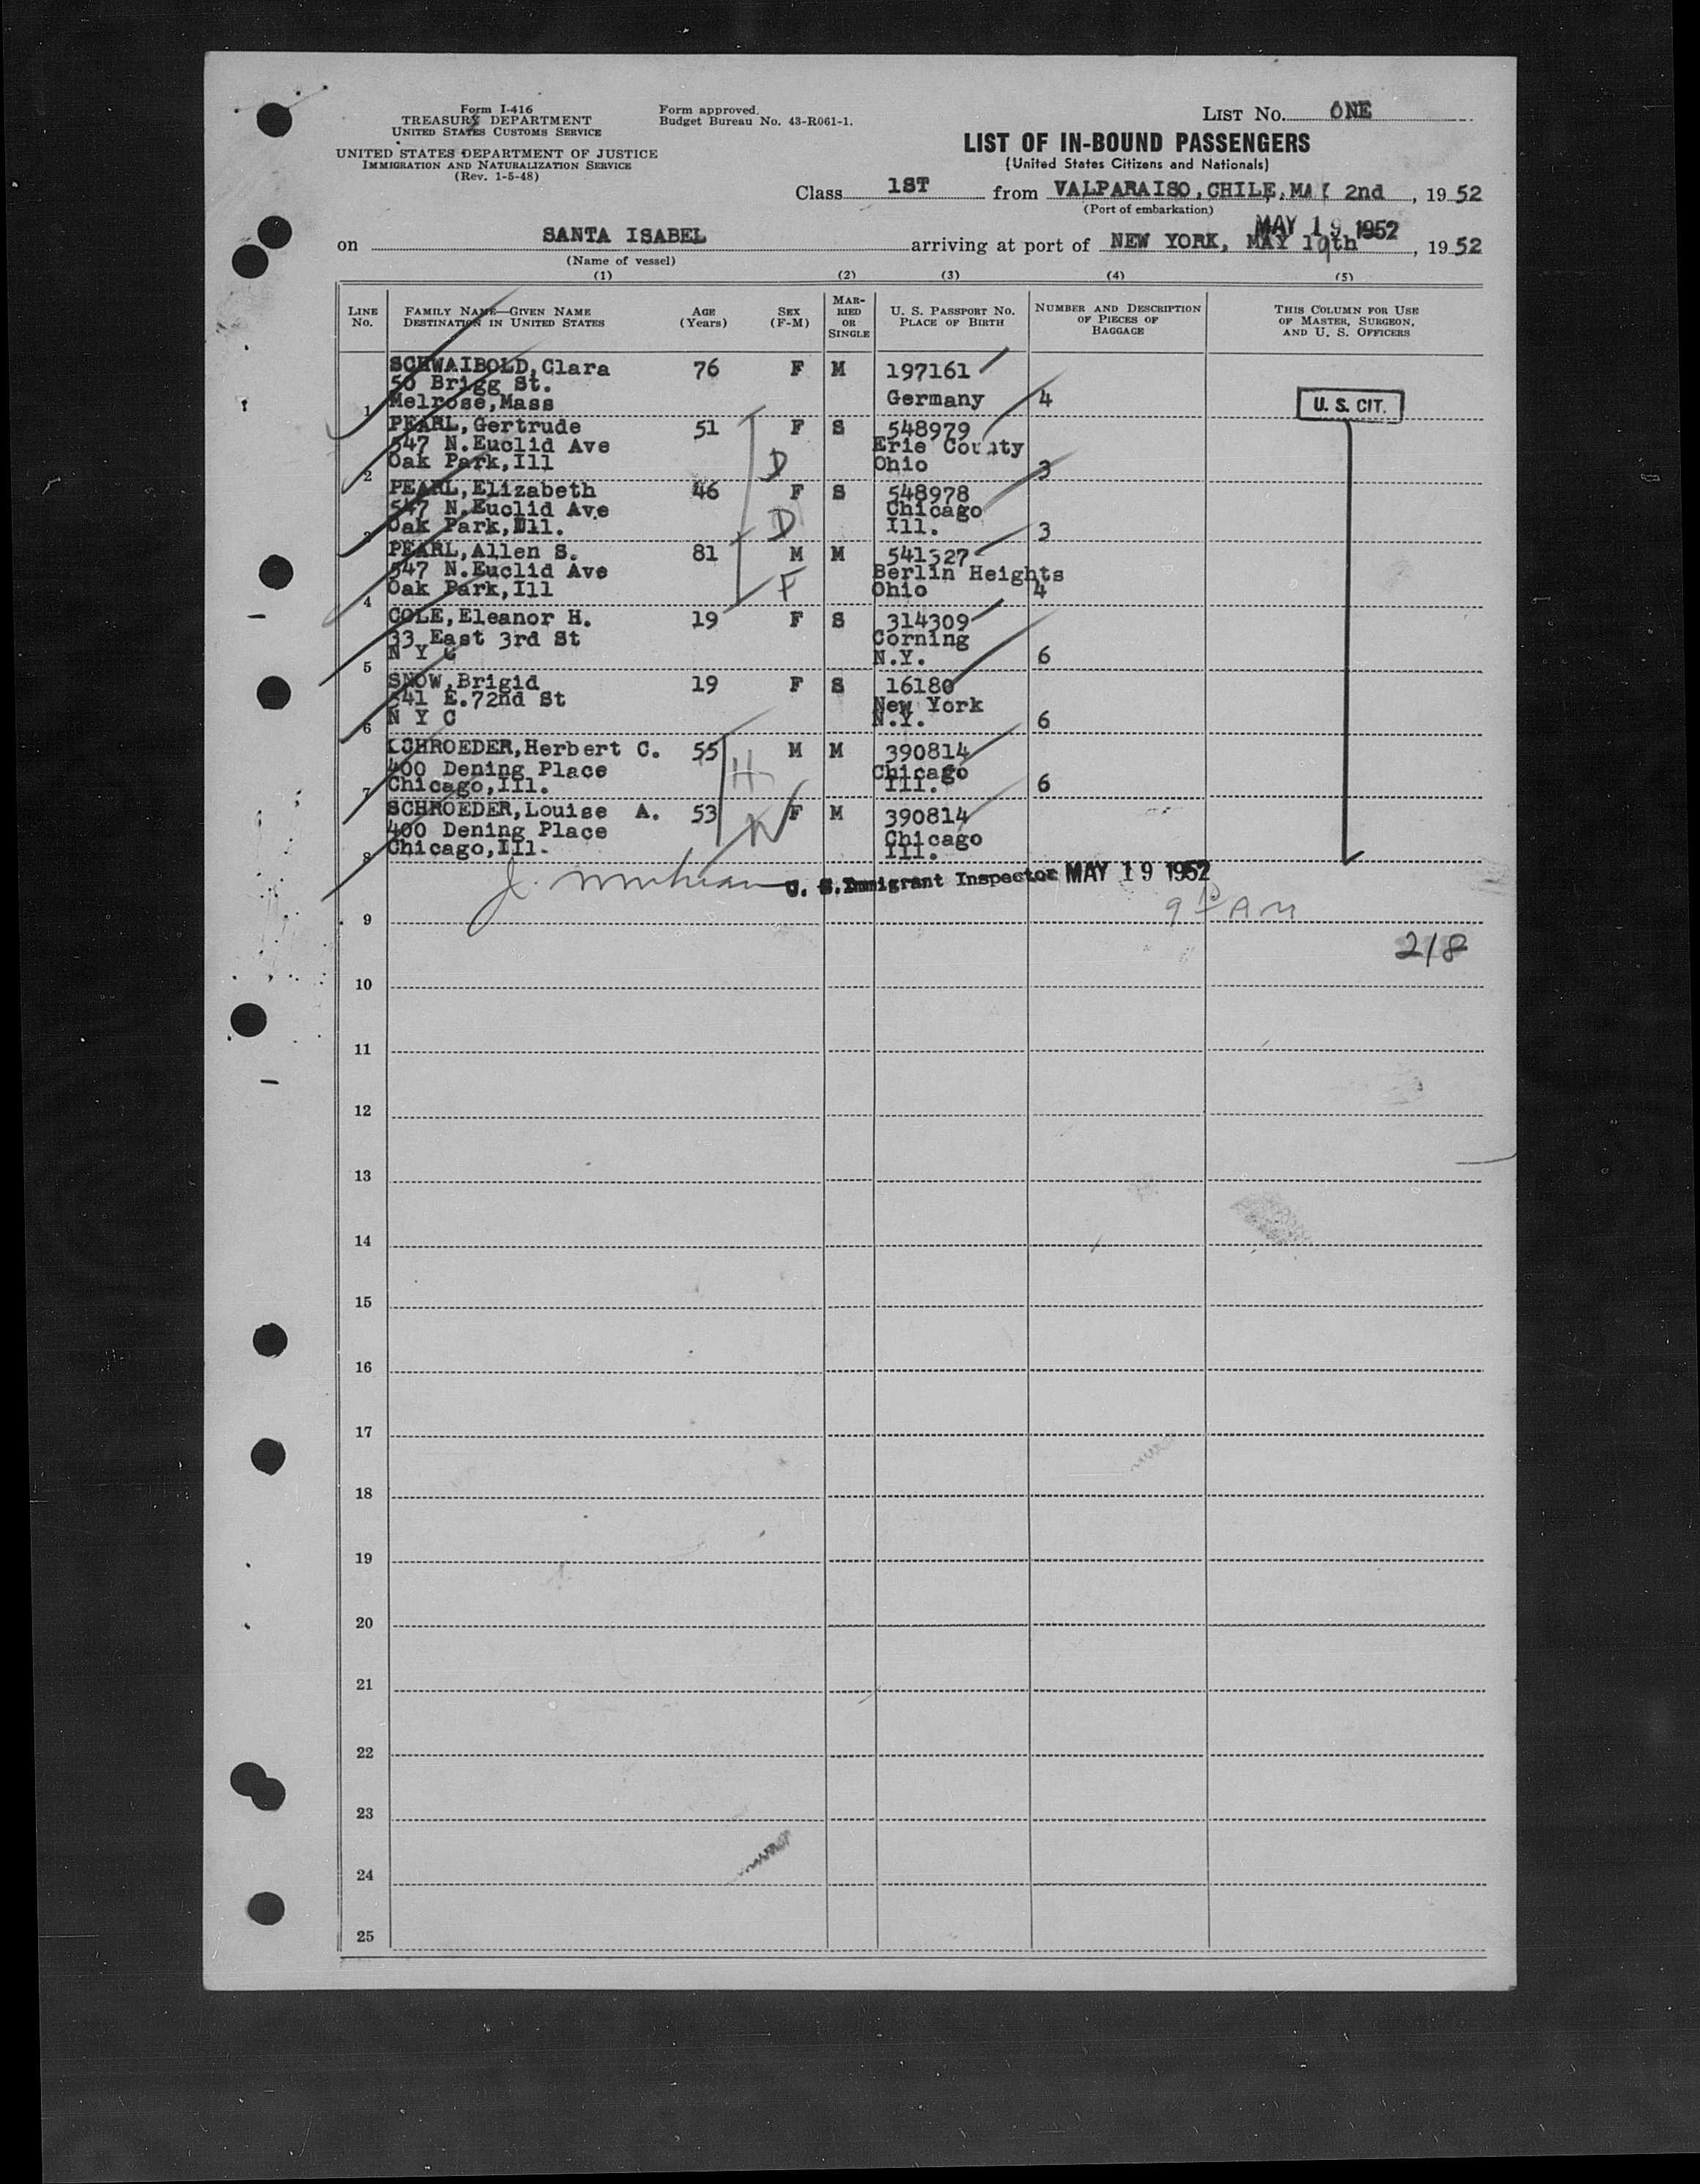 Form I-416
TREASURY DEPARTMENT
UNITED STATES CUSTOMS SERVICE
UNITED STATES DEPARTMENT OF JUSTICE
IMMIGRATION AND NATURALIZATION SERVICE
(Rev. 1-5-48)
Form approved.
Budget Bureau No. 43-R061-1.
LIST No. ONE
LIST OF IN-BOUND PASSENGERS
(United States Citizens and Nationals)
Class 1ST from VALPARAISO, CHILE, MAY 2nd, 1952
(Port of embarkation)
MAY 19 1952
on SANTA ISABEL arriving at port of NEW YORK, MAY 19th, 1952
(Name of vessel)
(1) (2) (3) (4) (5)
LINE No. FAMILY NAME—GIVEN NAME DESTINATION IN UNITED STATES AGE (Years) SEX (F-M) MARRIED OR SINGLE U. S. PASSPORT NO. PLACE OF BIRTH NUMBER AND DESCRIPTION OF PIECES OF BAGGAGE THIS COLUMN FOR USE OF MASTER, SURGEON, AND U. S. OFFICERS
SCHWAIBOLD, Clara 76 F M 197161
50 Brigg St.
1 Melrose, Mass Germany 4 U. S. CIT.
PEARL, Gertrude 51 F S 548979
547 N. Euclid Ave Erie County
2 Oak Park, Ill D Ohio 3
PEARL, Elizabeth 46 F S 548978
547 N. Euclid Ave Chicago
3 Oak Park, Ill. D Ill. 3
PEARL, Allen S. 81 M M 541327
547 N. Euclid Ave Berlin Heights
4 Oak Park, Ill F Ohio 4
COLE, Eleanor H. 19 F S 314309
33 East 3rd St Corning
5 N Y C N.Y. 6
SNOW, Brigid 19 F S 16180
541 E. 72nd St New York
6 N Y C N.Y. 6
SCHROEDER, Herbert C. 55 M M 390814
400 Dening Place H Chicago
7 Chicago, Ill. Ill. 6
SCHROEDER, Louise A. 53 F M 390814
400 Dening Place W Chicago
8 Chicago, Ill. Ill.
J. U. S. Immigrant Inspector MAY 19 1952
9 AM
218
10
11
12
13
14
15
16
17
18
19
20
21
22
23
24
25